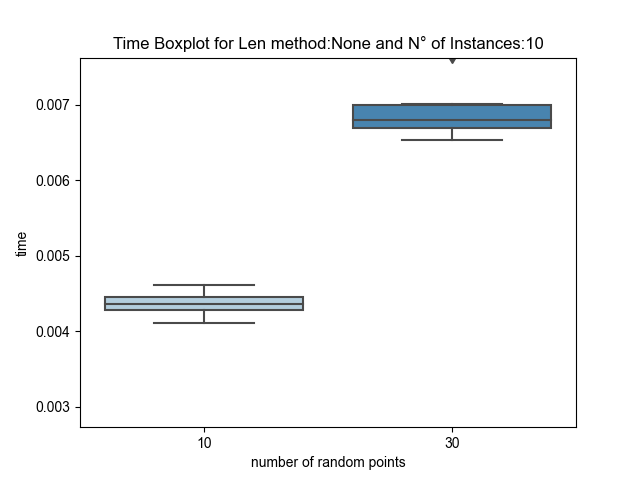 Time Boxplot for Len method:None and N° of Instances:10
0.007
0.006
0.005
0.004
0.003
time
10
30
number of random points